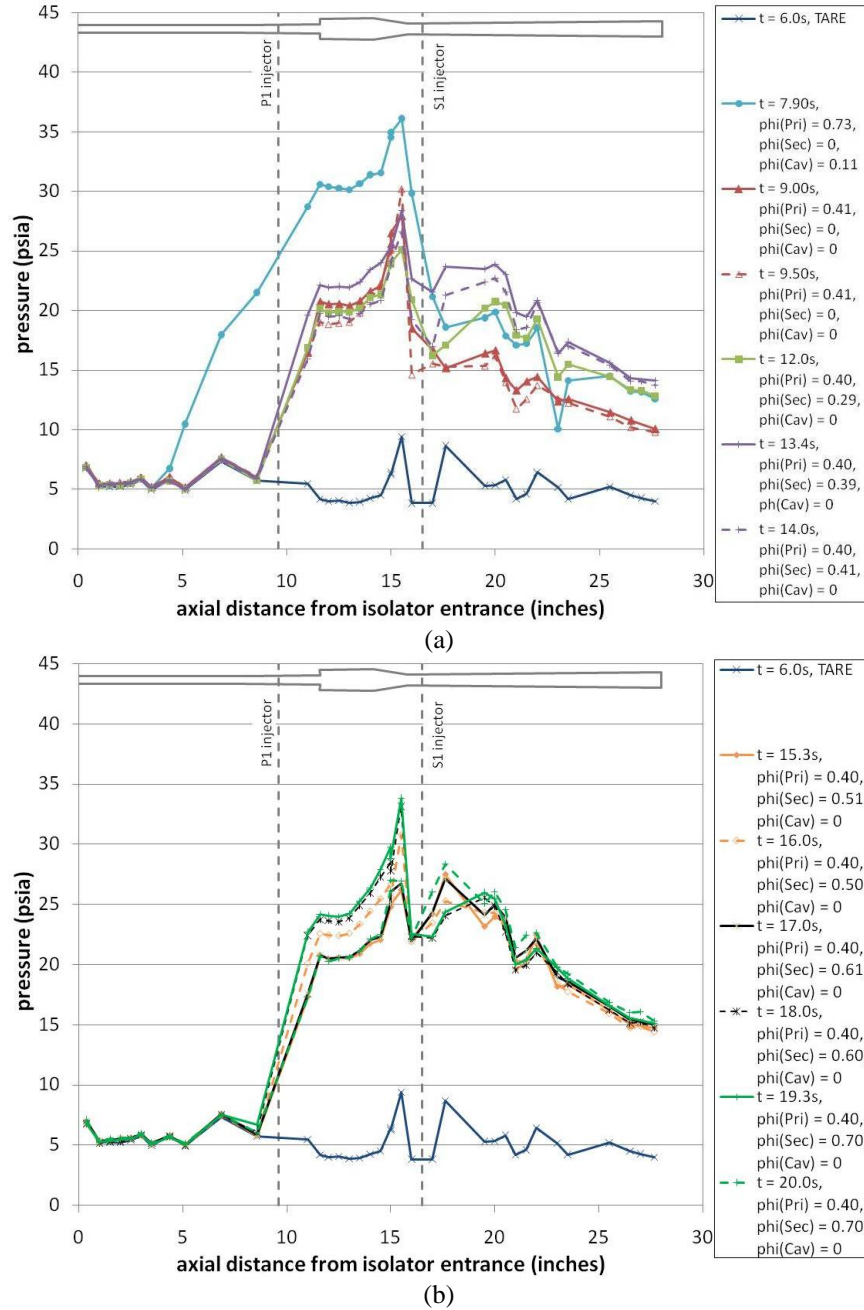 45
40
35
30
25
20
15
10
5
0
pressure (psia)
P1 injector
S1 injector
0 5 10 15 20 25 30
axial distance from isolator entrance (inches)
t = 6.0s, TARE
t = 7.90s,
phi(Pri) = 0.73,
phi(Sec) = 0,
phi(Cav) = 0.11
t = 9.00s,
phi(Pri) = 0.41,
phi(Sec) = 0,
phi(Cav) = 0
t = 9.50s,
phi(Pri) = 0.41,
phi(Sec) = 0,
phi(Cav) = 0
t = 12.0s,
phi(Pri) = 0.40,
phi(Sec) = 0.29,
phi(Cav) = 0
t = 13.4s,
phi(Pri) = 0.40,
phi(Sec) = 0.39,
ph(Cav) = 0
t = 14.0s,
phi(Pri) = 0.40,
phi(Sec) = 0.41,
phi(Cav) = 0
(a)
45
40
35
30
25
20
15
10
5
0
pressure (psia)
P1 injector
S1 injector
0 5 10 15 20 25 30
axial distance from isolator entrance (inches)
t = 6.0s, TARE
t = 15.3s,
phi(Pri) = 0.40,
phi(Sec) = 0.51
phi(Cav) = 0
t = 16.0s,
phi(Pri) = 0.40,
phi(Sec) = 0.50
phi(Cav) = 0
t = 17.0s,
phi(Pri) = 0.40,
phi(Sec) = 0.61
phi(Cav) = 0
t = 18.0s,
phi(Pri) = 0.40,
phi(Sec) = 0.60
phi(Cav) = 0
t = 19.3s,
phi(Pri) = 0.40,
phi(Sec) = 0.70
phi(Cav) = 0
t = 20.0s,
phi(Pri) = 0.40,
phi(Sec) = 0.70
phi(Cav) = 0
(b)